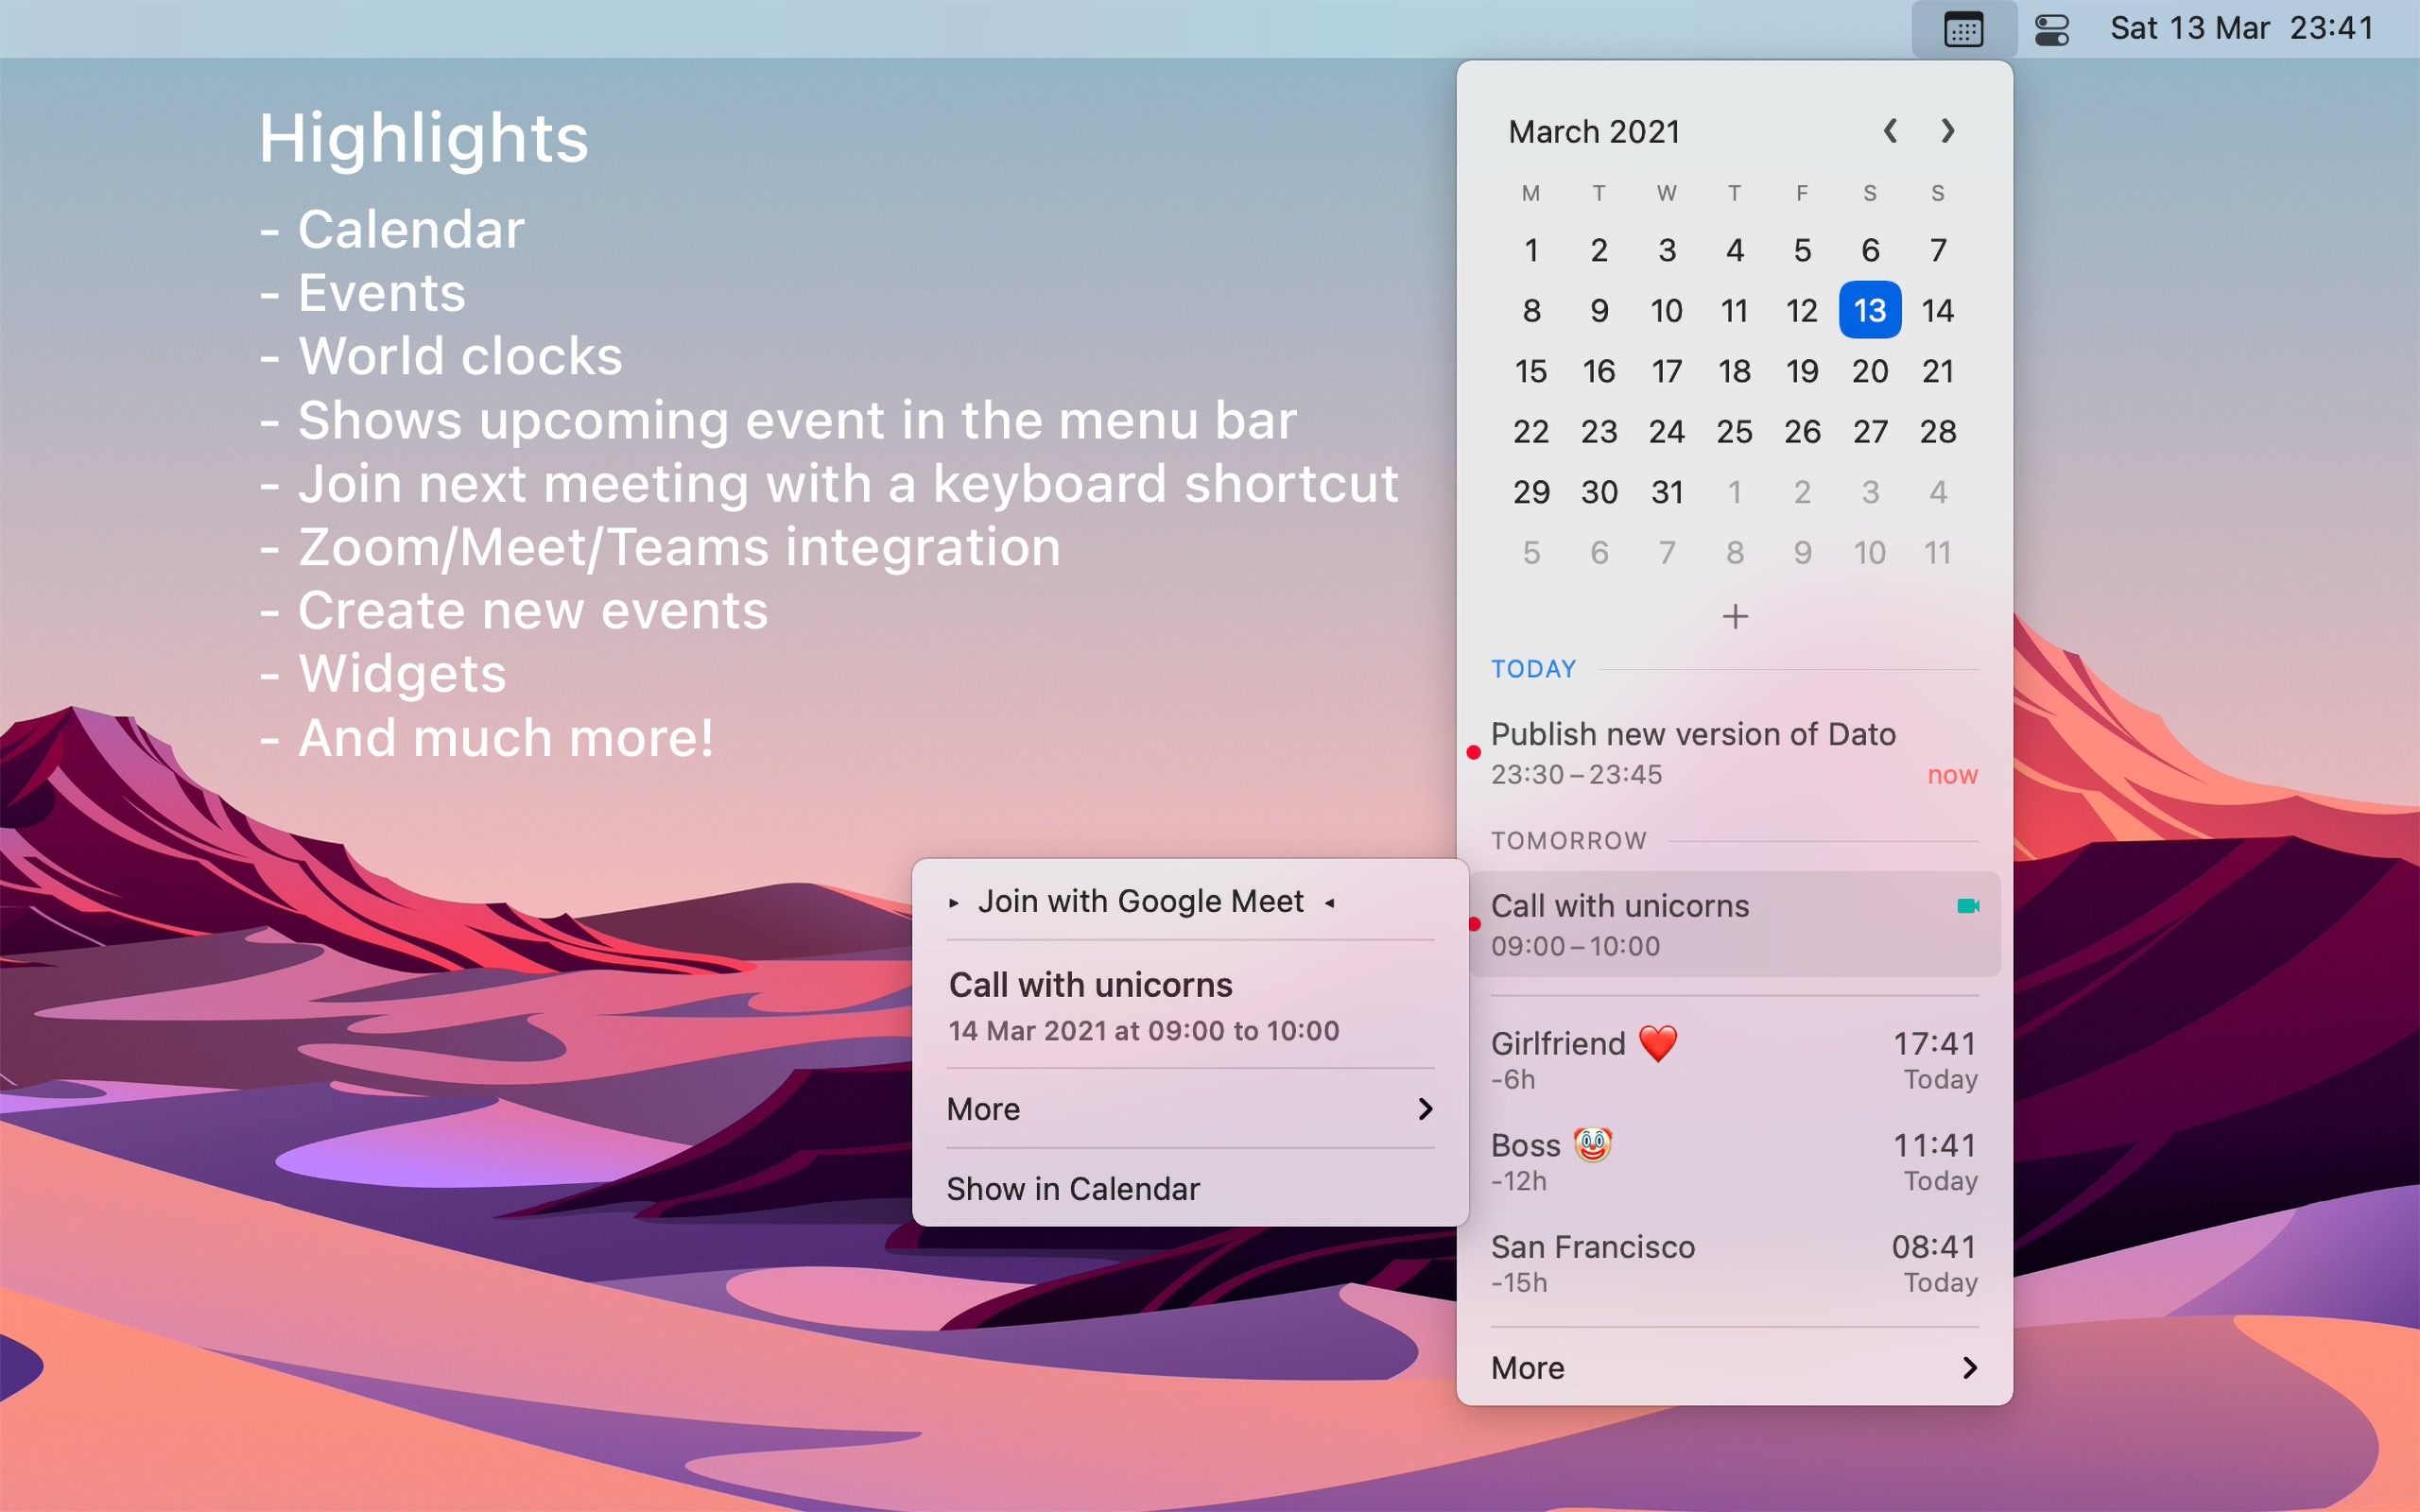 Sat 13 Mar 23:41
Highlights
- Calendar
- Events
- World clocks
- Shows upcoming event in the menu bar
- Join next meeting with a keyboard shortcut
- Zoom/Meet/Teams integration
- Create new events
- Widgets
- And much more!
March 2021
M T W T F S S
1 2 3 4 5 6 7
8 9 10 11 12 13 14
15 16 17 18 19 20 21
22 23 24 25 26 27 28
29 30 31 1 2 3 4
5 6 7 8 9 10 11
+
TODAY
Publish new version of Dato
23:30 – 23:45 now
TOMORROW
Call with unicorns
09:00 – 10:00
Girlfriend ❤️ 17:41
-6h Today
Boss 🤡 11:41
-12h Today
San Francisco 08:41
-15h Today
More
Join with Google Meet
Call with unicorns
14 Mar 2021 at 09:00 to 10:00
More
Show in Calendar